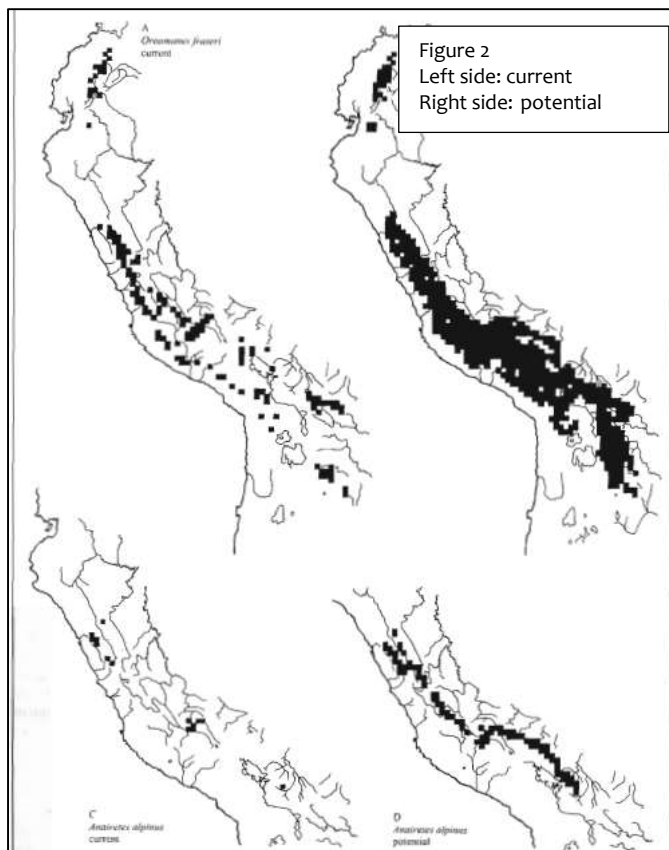 A
Oreomanes fraseri
current
Figure 2
Left side: current
Right side: potential
C
Anairetes alpinus
current
D
Anairetes alpinus
potential